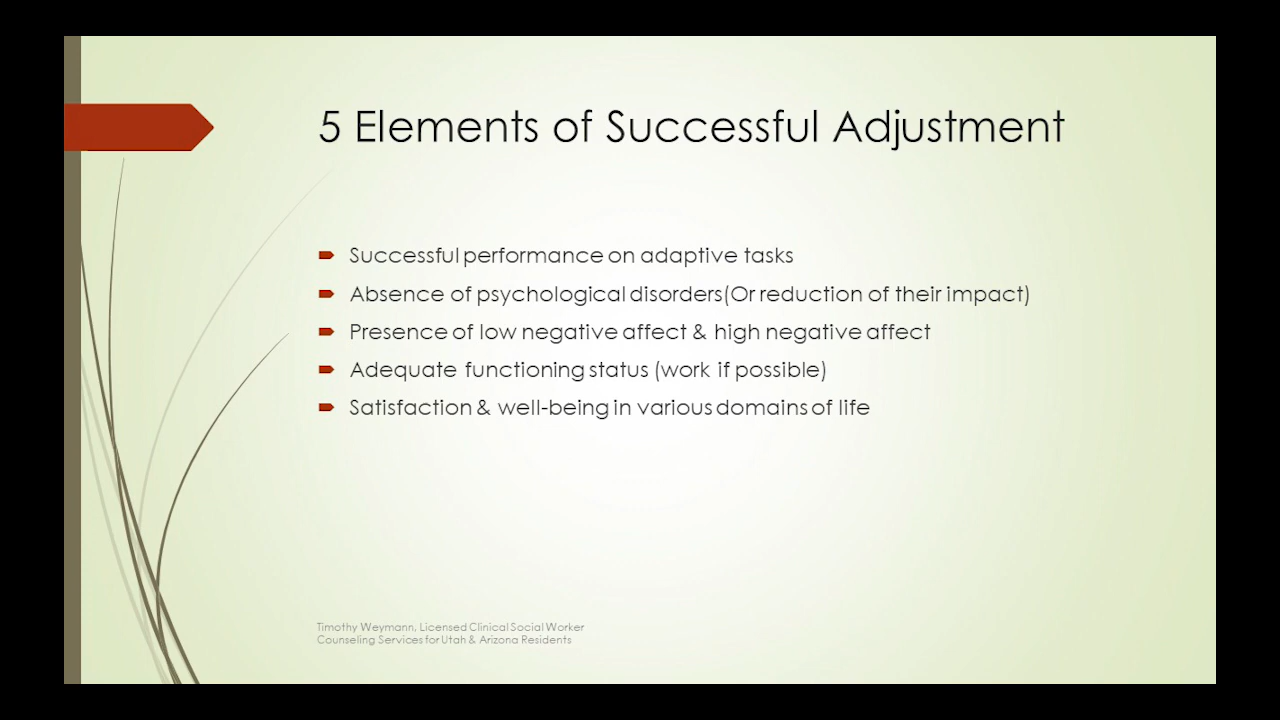 5 Elements of Successful Adjustment
Successful performance on adaptive tasks
Absence of psychological disorders(Or reduction of their impact)
Presence of low negative affect & high negative affect
Adequate functioning status (work if possible)
Satisfaction & well-being in various domains of life
Timothy Weymann, Licensed Clinical Social Worker
Counseling Services for Utah & Arizona Residents